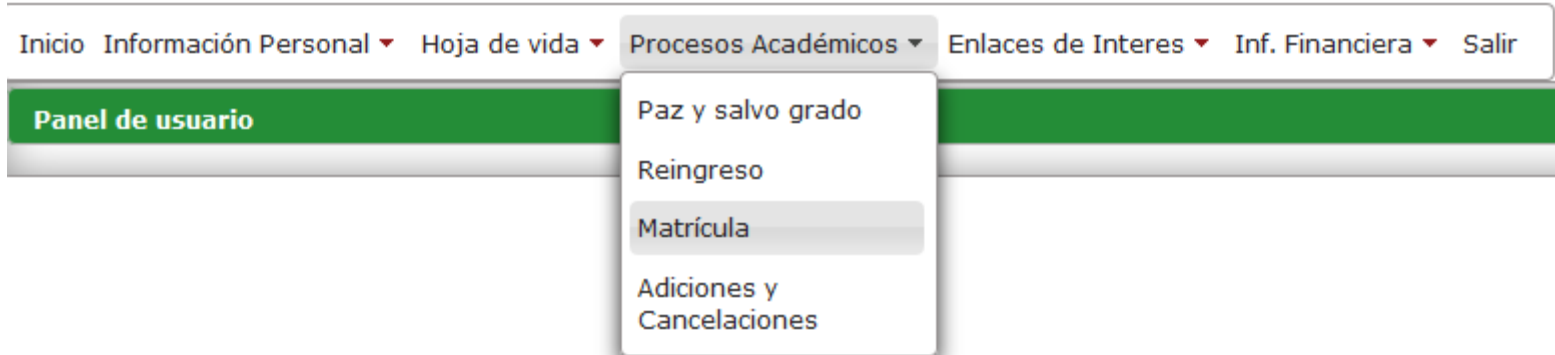 Inicio Información Personal Hoja de vida Procesos Académicos Enlaces de Interes Inf. Financiera Salir
Panel de usuario
Paz y salvo grado
Reingreso
Matrícula
Adiciones y
Cancelaciones